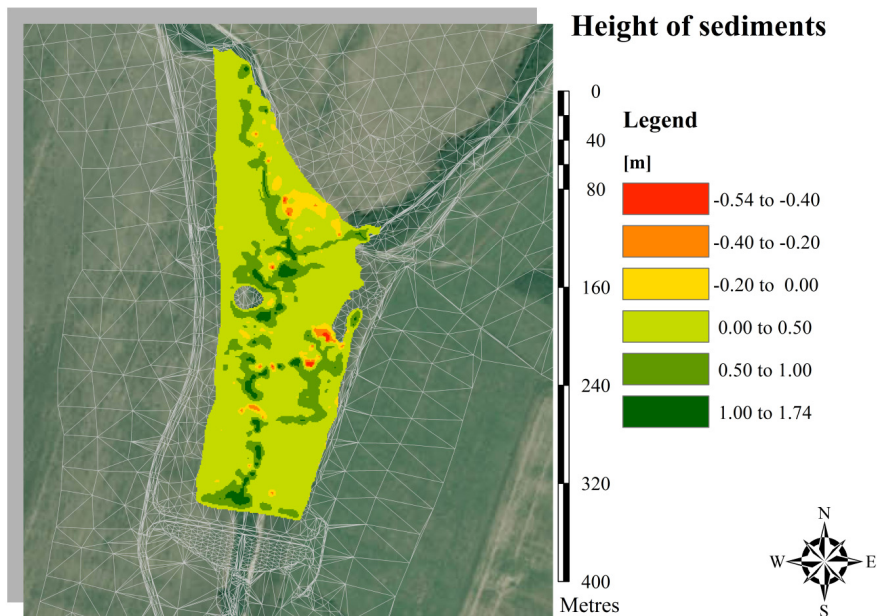 Height of sediments
0
40
80
160
240
320
400
Metres
Legend
[m]
-0.54 to -0.40
-0.40 to -0.20
-0.20 to 0.00
0.00 to 0.50
0.50 to 1.00
1.00 to 1.74
N
W E
S